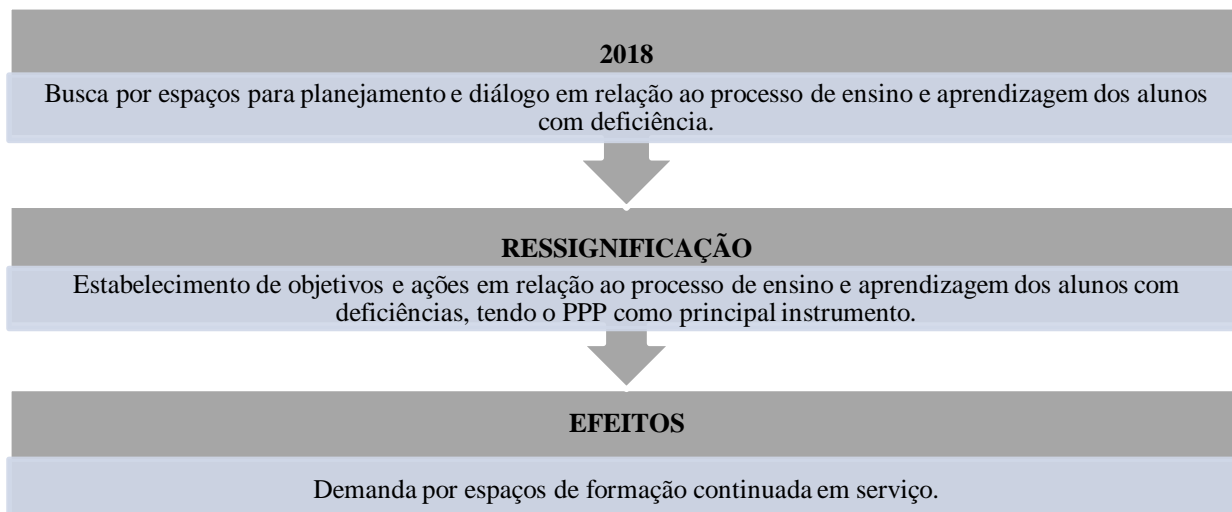 2018
Busca por espaços para planejamento e diálogo em relação ao processo de ensino e aprendizagem dos alunos
com deficiência.
RESSIGNIFICAÇÃO
Estabelecimento de objetivos e ações em relação ao processo de ensino e aprendizagem dos alunos com
deficiências, tendo o PPP como principal instrumento.
EFEITOS
Demanda por espaços de formação continuada em serviço.